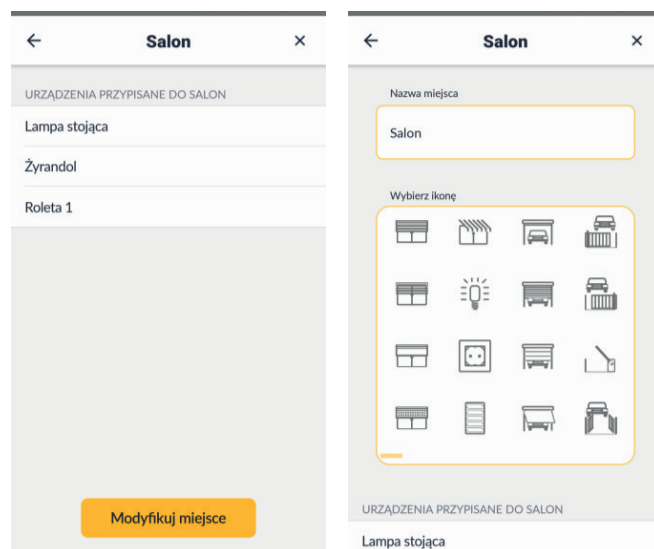 Salon
URZĄDZENIA PRZYPISANE DO SALON
Lampa stojąca
Żyrandol
Roleta 1
Modyfikuj miejsce
Salon
Nazwa miejsca
Salon
Wybierz ikonę
URZĄDZENIA PRZYPISANE DO SALON
Lampa stojąca